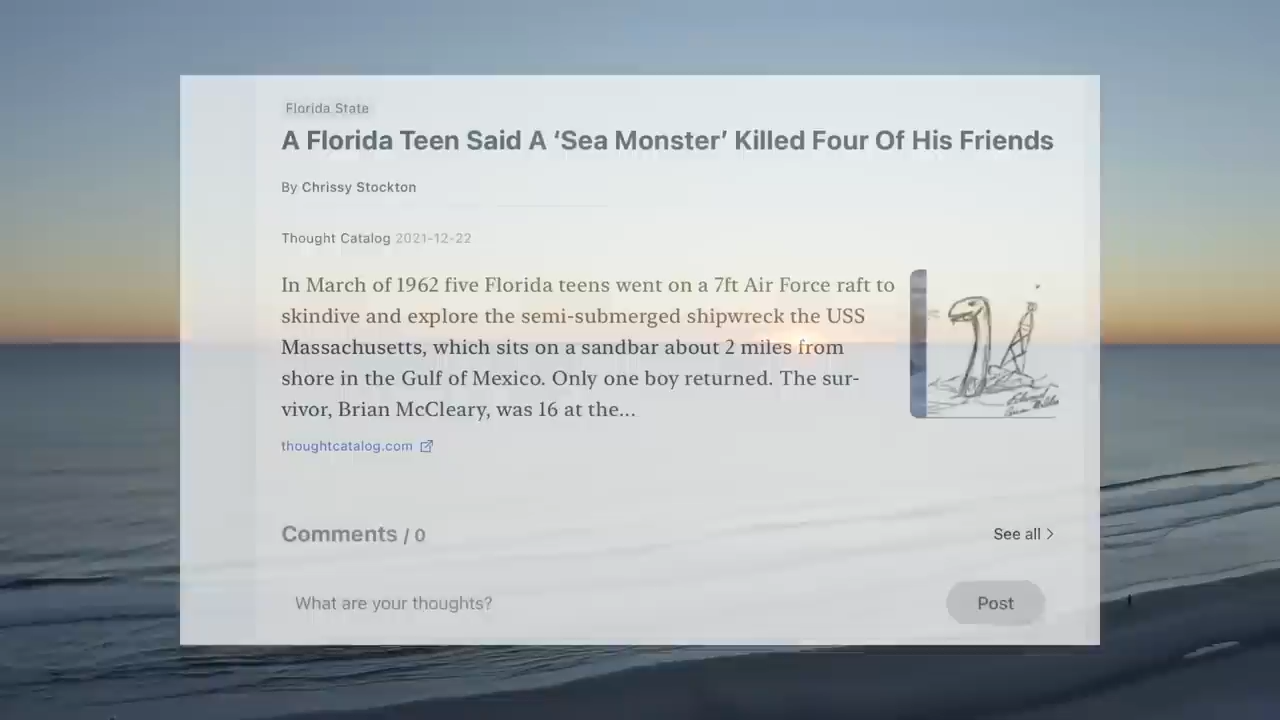 Florida State
A Florida Teen Said A ‘Sea Monster’ Killed Four Of His Friends
By Chrissy Stockton
Thought Catalog 2021-12-22
In March of 1962 five Florida teens went on a 7ft Air Force raft to
skindive and explore the semi-submerged shipwreck the USS
Massachusetts, which sits on a sandbar about 2 miles from
shore in the Gulf of Mexico. Only one boy returned. The sur-
vivor, Brian McCleary, was 16 at the...
thoughtcatalog.com
Comments / 0
See all >
What are your thoughts?
Post